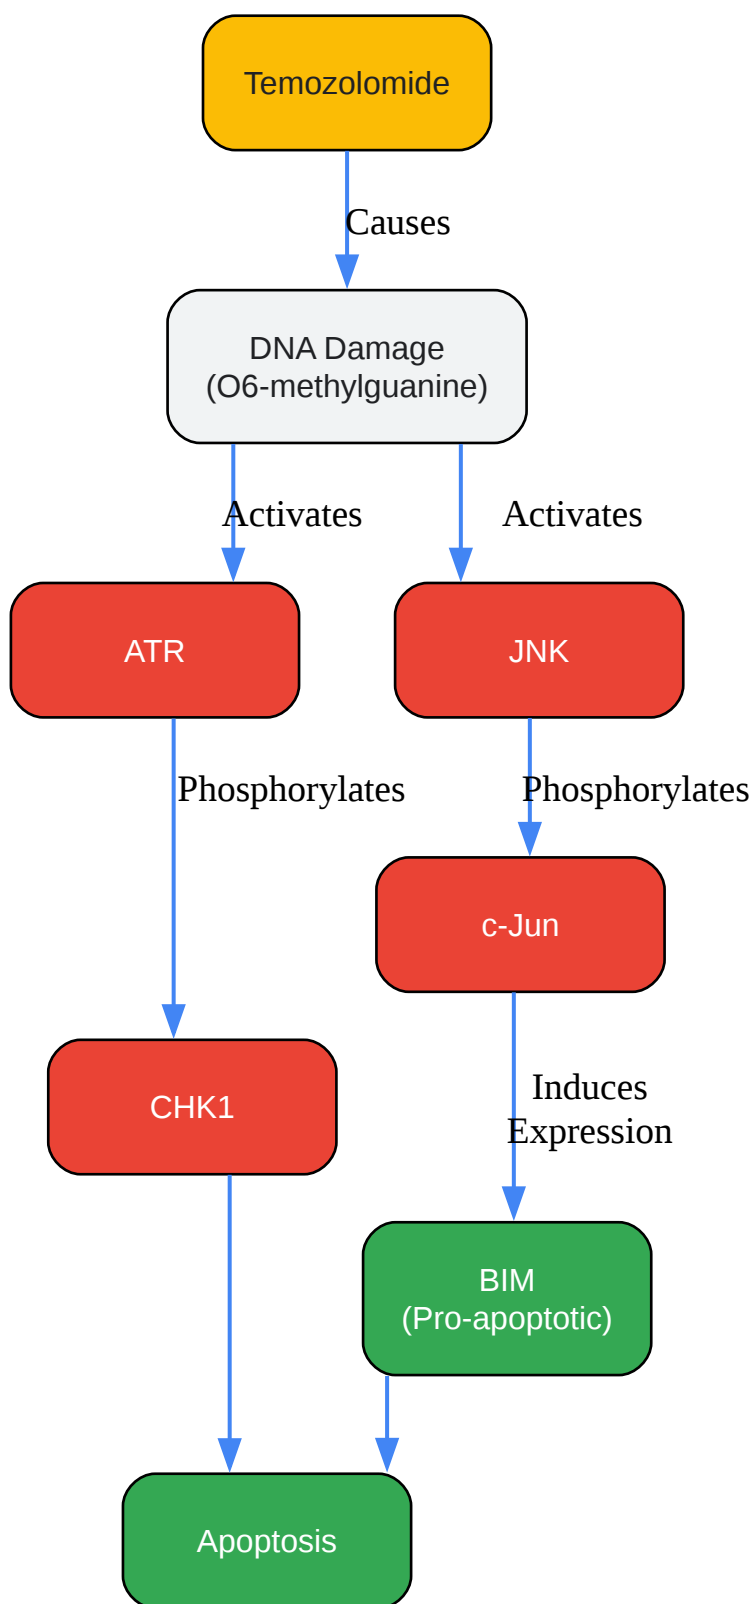 Temozolomide
Causes
DNA Damage
(O6-methylguanine)
Activates
Activates
ATR
JNK
Phosphorylates
Phosphorylates
c-Jun
CHK1
Induces
Expression
BIM
(Pro-apoptotic)
Apoptosis